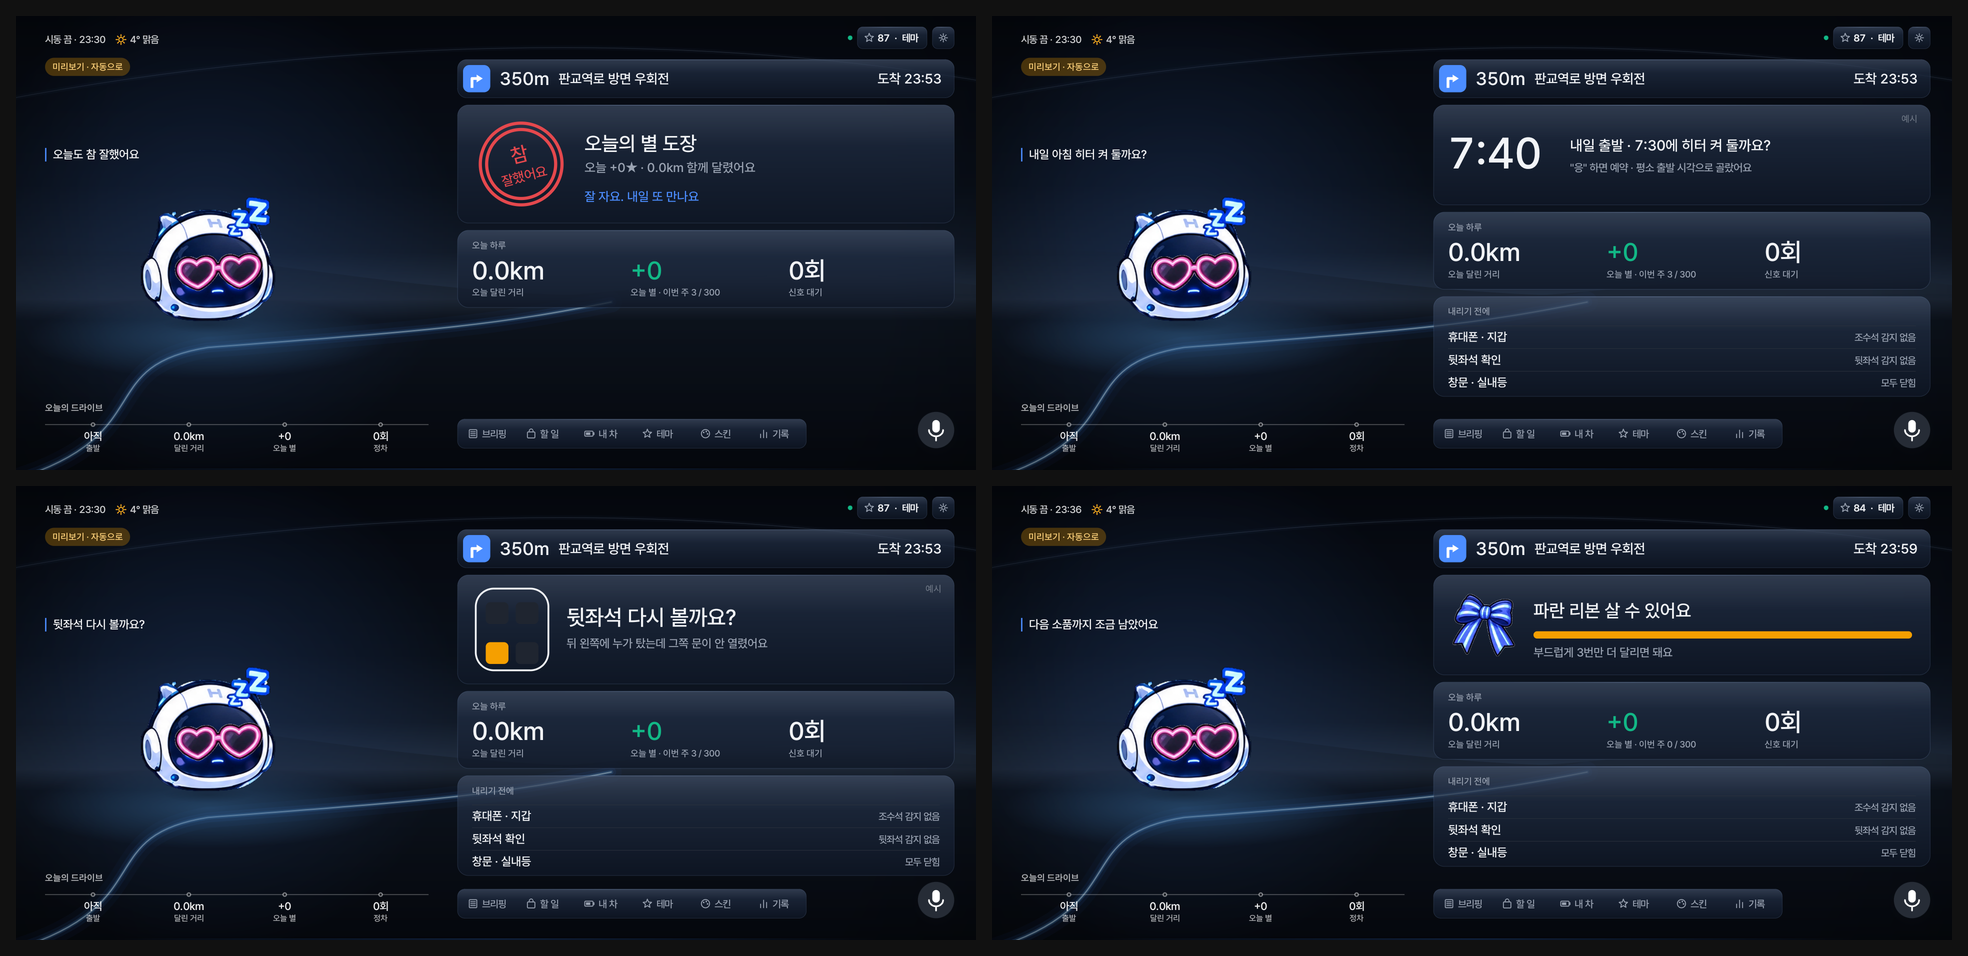 시동 끔 · 23:30 4° 맑음
87 · 테마
미리보기 · 자동으로
350m 판교역로 방면 우회전 도착 23:53
오늘도 참 잘했어요
H
zZZ
참
잘했어요
오늘의 별 도장
오늘 +0★ · 0.0km 함께 달렸어요
잘 자요. 내일 또 만나요
오늘 하루
0.0km +0 0회
오늘 달린 거리 오늘 별 · 이번 주 3 / 300 신호 대기
오늘의 드라이브
아직 0.0km +0 0회
출발 달린 거리 오늘 별 정차
브리핑 할 일 내 차 테마 스킨 기록
시동 끔 · 23:30 4° 맑음
87 · 테마
미리보기 · 자동으로
350m 판교역로 방면 우회전 도착 23:53
내일 아침 히터 켜 둘까요?
H
zZZ
예시
7:40
내일 출발 · 7:30에 히터 켜 둘까요?
"응" 하면 예약 · 평소 출발 시각으로 골랐어요
오늘 하루
0.0km +0 0회
오늘 달린 거리 오늘 별 · 이번 주 3 / 300 신호 대기
내리기 전에
휴대폰 · 지갑 조수석 감지 없음
뒷좌석 확인 뒷좌석 감지 없음
창문 · 실내등 모두 닫힘
오늘의 드라이브
아직 0.0km +0 0회
출발 달린 거리 오늘 별 정차
브리핑 할 일 내 차 테마 스킨 기록
시동 끔 · 23:30 4° 맑음
87 · 테마
미리보기 · 자동으로
350m 판교역로 방면 우회전 도착 23:53
뒷좌석 다시 볼까요?
H
zZZ
예시
뒷좌석 다시 볼까요?
뒤 왼쪽에 누가 탔는데 그쪽 문이 안 열렸어요
오늘 하루
0.0km +0 0회
오늘 달린 거리 오늘 별 · 이번 주 3 / 300 신호 대기
내리기 전에
휴대폰 · 지갑 조수석 감지 없음
뒷좌석 확인 뒷좌석 감지 없음
창문 · 실내등 모두 닫힘
오늘의 드라이브
아직 0.0km +0 0회
출발 달린 거리 오늘 별 정차
브리핑 할 일 내 차 테마 스킨 기록
시동 끔 · 23:36 4° 맑음
84 · 테마
미리보기 · 자동으로
350m 판교역로 방면 우회전 도착 23:59
다음 소품까지 조금 남았어요
H
zZZ
파란 리본 살 수 있어요
부드럽게 3번만 더 달리면 돼요
오늘 하루
0.0km +0 0회
오늘 달린 거리 오늘 별 · 이번 주 0 / 300 신호 대기
내리기 전에
휴대폰 · 지갑 조수석 감지 없음
뒷좌석 확인 뒷좌석 감지 없음
창문 · 실내등 모두 닫힘
오늘의 드라이브
아직 0.0km +0 0회
출발 달린 거리 오늘 별 정차
브리핑 할 일 내 차 테마 스킨 기록